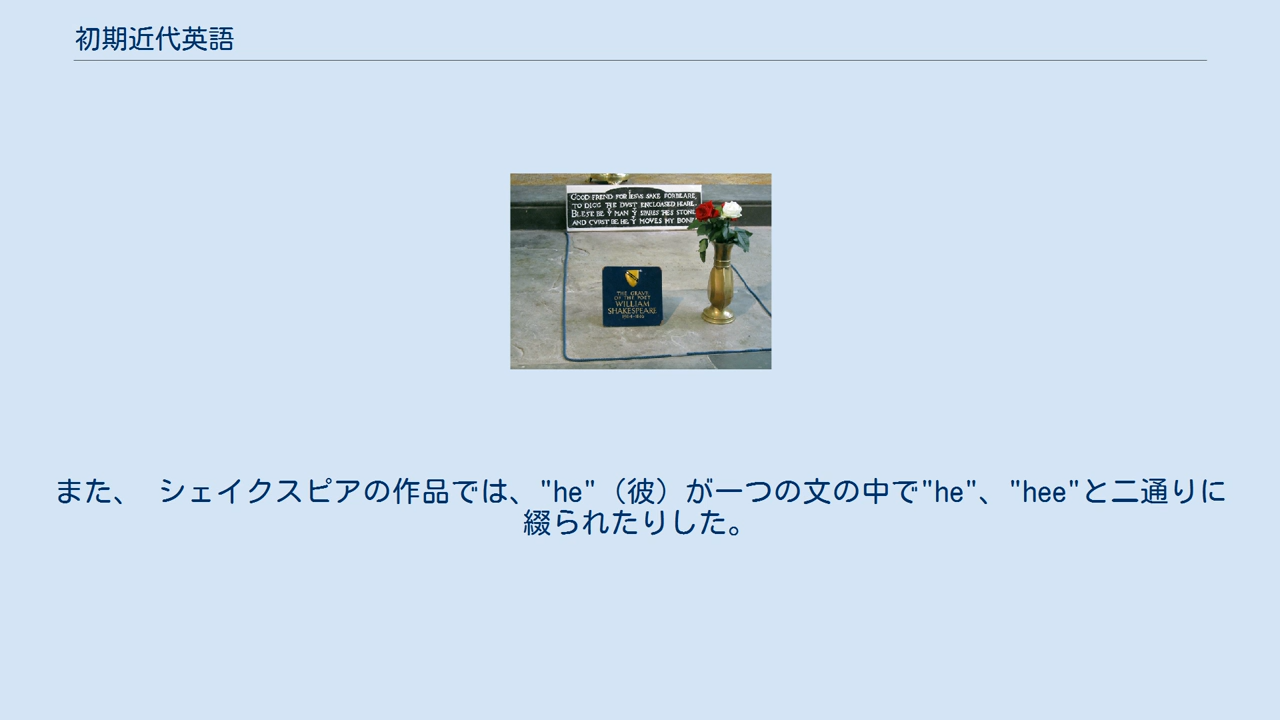 初期近代英語
GOOD FREND FOR IESVS SAKE FORBEARE,
TO DIGG THE DVST ENCLOASED HEARE.
BLESTE BE Y MAN Y SPARES THES STONES
AND CVRST BE HE Y MOVES MY BONES
THE GRAVE
OF THE POET
WILLIAM
SHAKESPEARE
1564-1616
また、 シェイクスピアの作品では、"he"（彼）が一つの文の中で"he"、"hee"と二通りに
綴られたりした。